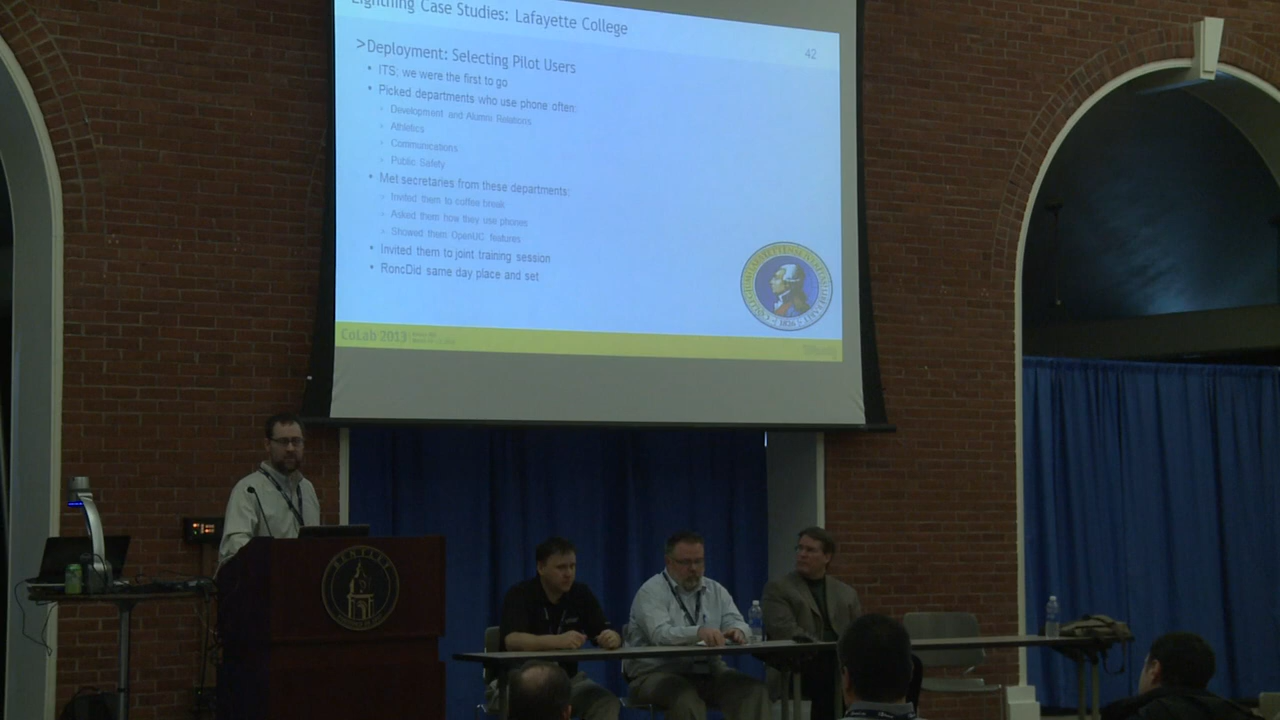 Lightning Case Studies: Lafayette College
42
>Deployment: Selecting Pilot Users
• ITS; we were the first to go
• Picked departments who use phone often:
› Development and Alumni Relations
› Athletics
› Communications
› Public Safety
• Met secretaries from these departments:
› Invited them to coffee break
› Asked them how they use phones
› Showed them OpenUC features
• Invited them to joint training session
• RoncDid same day place and set
CoLab 2013
BENTLEY